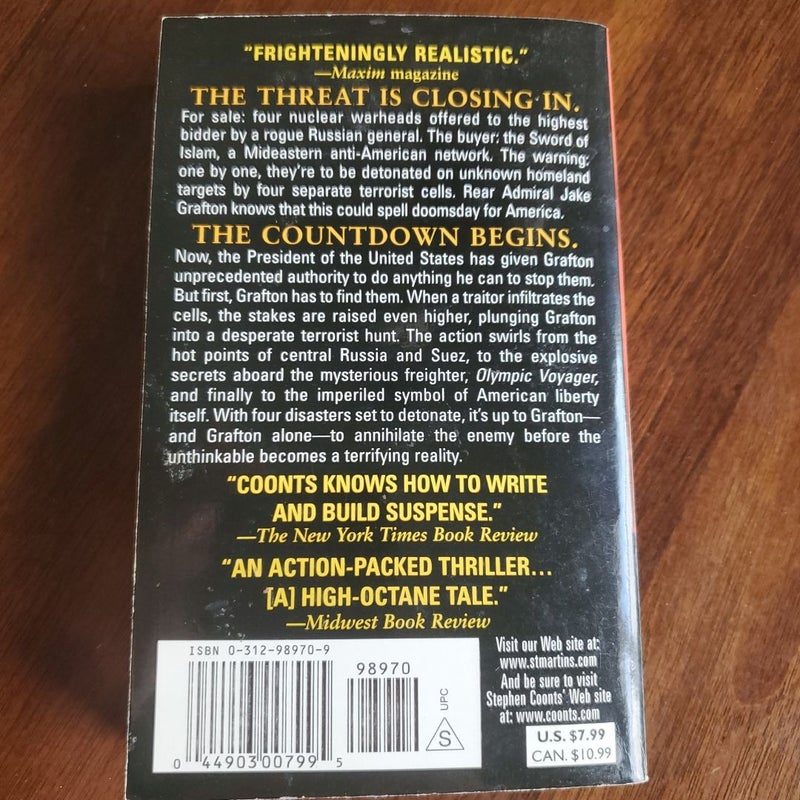 "FRIGHTENINGLY REALISTIC."
—Maxim magazine
THE THREAT IS CLOSING IN.
For sale: four nuclear warheads offered to the highest
bidder by a rogue Russian general. The buyer: the Sword of
Islam, a Mideastern anti-American network. The warning:
one by one, they're to be detonated on unknown homeland
targets by four separate terrorist cells. Rear Admiral Jake
Grafton knows that this could spell doomsday for America.
THE COUNTDOWN BEGINS.
Now, the President of the United States has given Grafton
unprecedented authority to do anything he can to stop them.
But first, Grafton has to find them. When a traitor infiltrates the
cells, the stakes are raised even higher, plunging Grafton
into a desperate terrorist hunt. The action swirls from the
hot points of central Russia and Suez, to the explosive
secrets aboard the mysterious freighter, Olympic Voyager,
and finally to the imperiled symbol of American liberty
itself. With four disasters set to detonate, it's up to Grafton—
and Grafton alone—to annihilate the enemy before the
unthinkable becomes a terrifying reality.
"COONTS KNOWS HOW TO WRITE
AND BUILD SUSPENSE."
—The New York Times Book Review
"AN ACTION-PACKED THRILLER...
[A] HIGH-OCTANE TALE."
—Midwest Book Review
ISBN 0-312-98970-9
98970
0 44903 00799 5
UPC
S
Visit our Web site at:
www.stmartins.com
And be sure to visit
Stephen Coonts' Web site
at: www.coonts.com
U.S. $7.99
CAN. $10.99